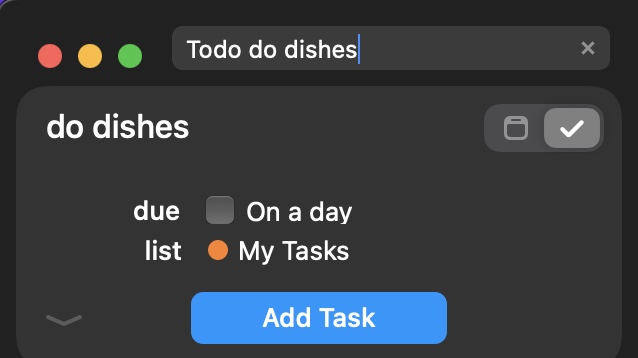 Todo do dishes
do dishes
due On a day
list My Tasks
Add Task